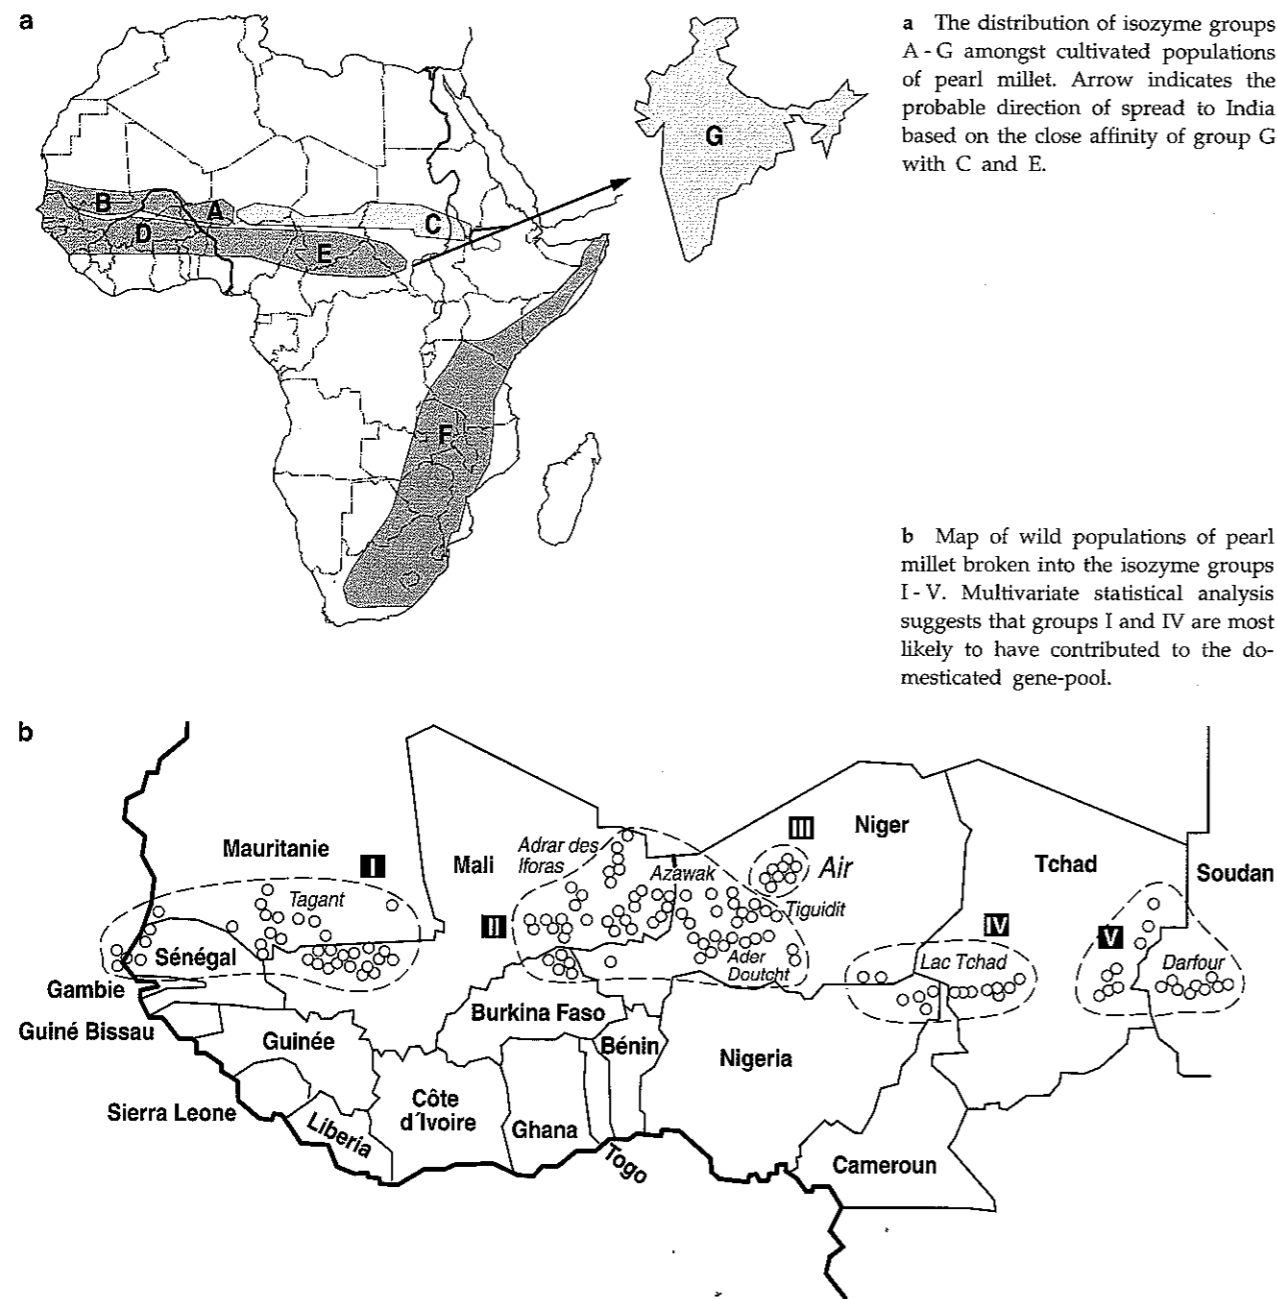 a
a The distribution of isozyme groups
A - G amongst cultivated populations
of pearl millet. Arrow indicates the
probable direction of spread to India
based on the close affinity of group G
with C and E.
G
B
A
C
D
E
F
b Map of wild populations of pearl
millet broken into the isozyme groups
I - V. Multivariate statistical analysis
suggests that groups I and IV are most
likely to have contributed to the do-
mesticated gene-pool.
b
Mauritanie
I
Tagant
Mali
Adrar des
Iforas
Azawak
III
Niger
Air
Tchad
Soudan
Tiguidit
II
IV
V
Sénégal
Ader
Doutcht
Lac Tchad
Darfour
Gambie
Guiné Bissau
Guinée
Burkina Faso
Bénin
Nigeria
Sierra Leone
Liberia
Côte
d'Ivoire
Ghana
Togo
Cameroun